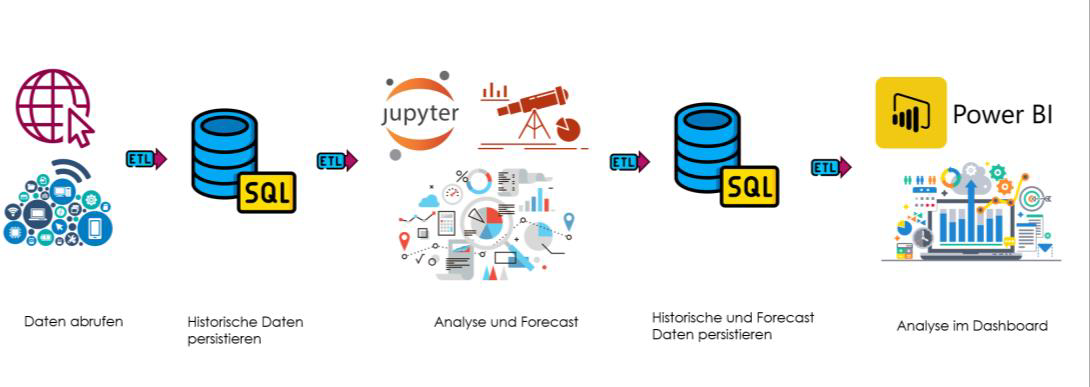 ETL
SQL
ETL
jupyter
%
ETL
SQL
ETL
Power BI
Daten abrufen
Historische Daten
persistieren
Analyse und Forecast
Historische und Forecast
Daten persistieren
Analyse im Dashboard